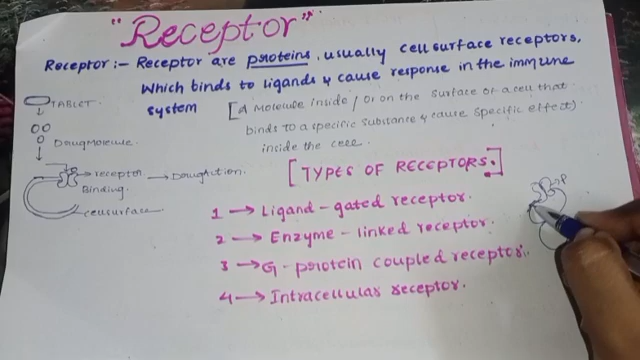 "Receptor"
Receptor :- Receptor are proteins, usually cell surface receptors,
Which binds to ligands & cause response in the immune
system
[A Molecule inside / or on the surface of a cell that
binds to a specific substance & cause specific effect)
inside the cell.
TABLET.
Drug Molecule.
receptor → Drug Action.
Binding.
cell surface.
[TYPES OF RECEPTORS.]
1 → Ligand-gated receptor.
2 → Enzyme-linked receptor.
3 → G-protein coupled receptor.
4 → Intracellular receptor.